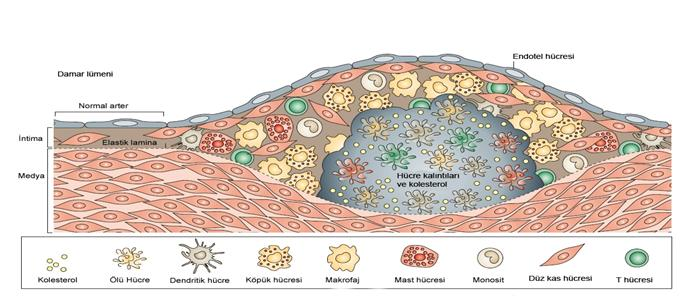 Endotel hücresi
Damar lümeni
Normal arter
İntima
Elastik lamina
Medya
Hücre kalıntıları
ve kolesterol
Kolesterol
Ölü Hücre
Dendritik hücre
Köpük hücresi
Makrofaj
Mast hücresi
Monosit
Düz kas hücresi
T hücresi